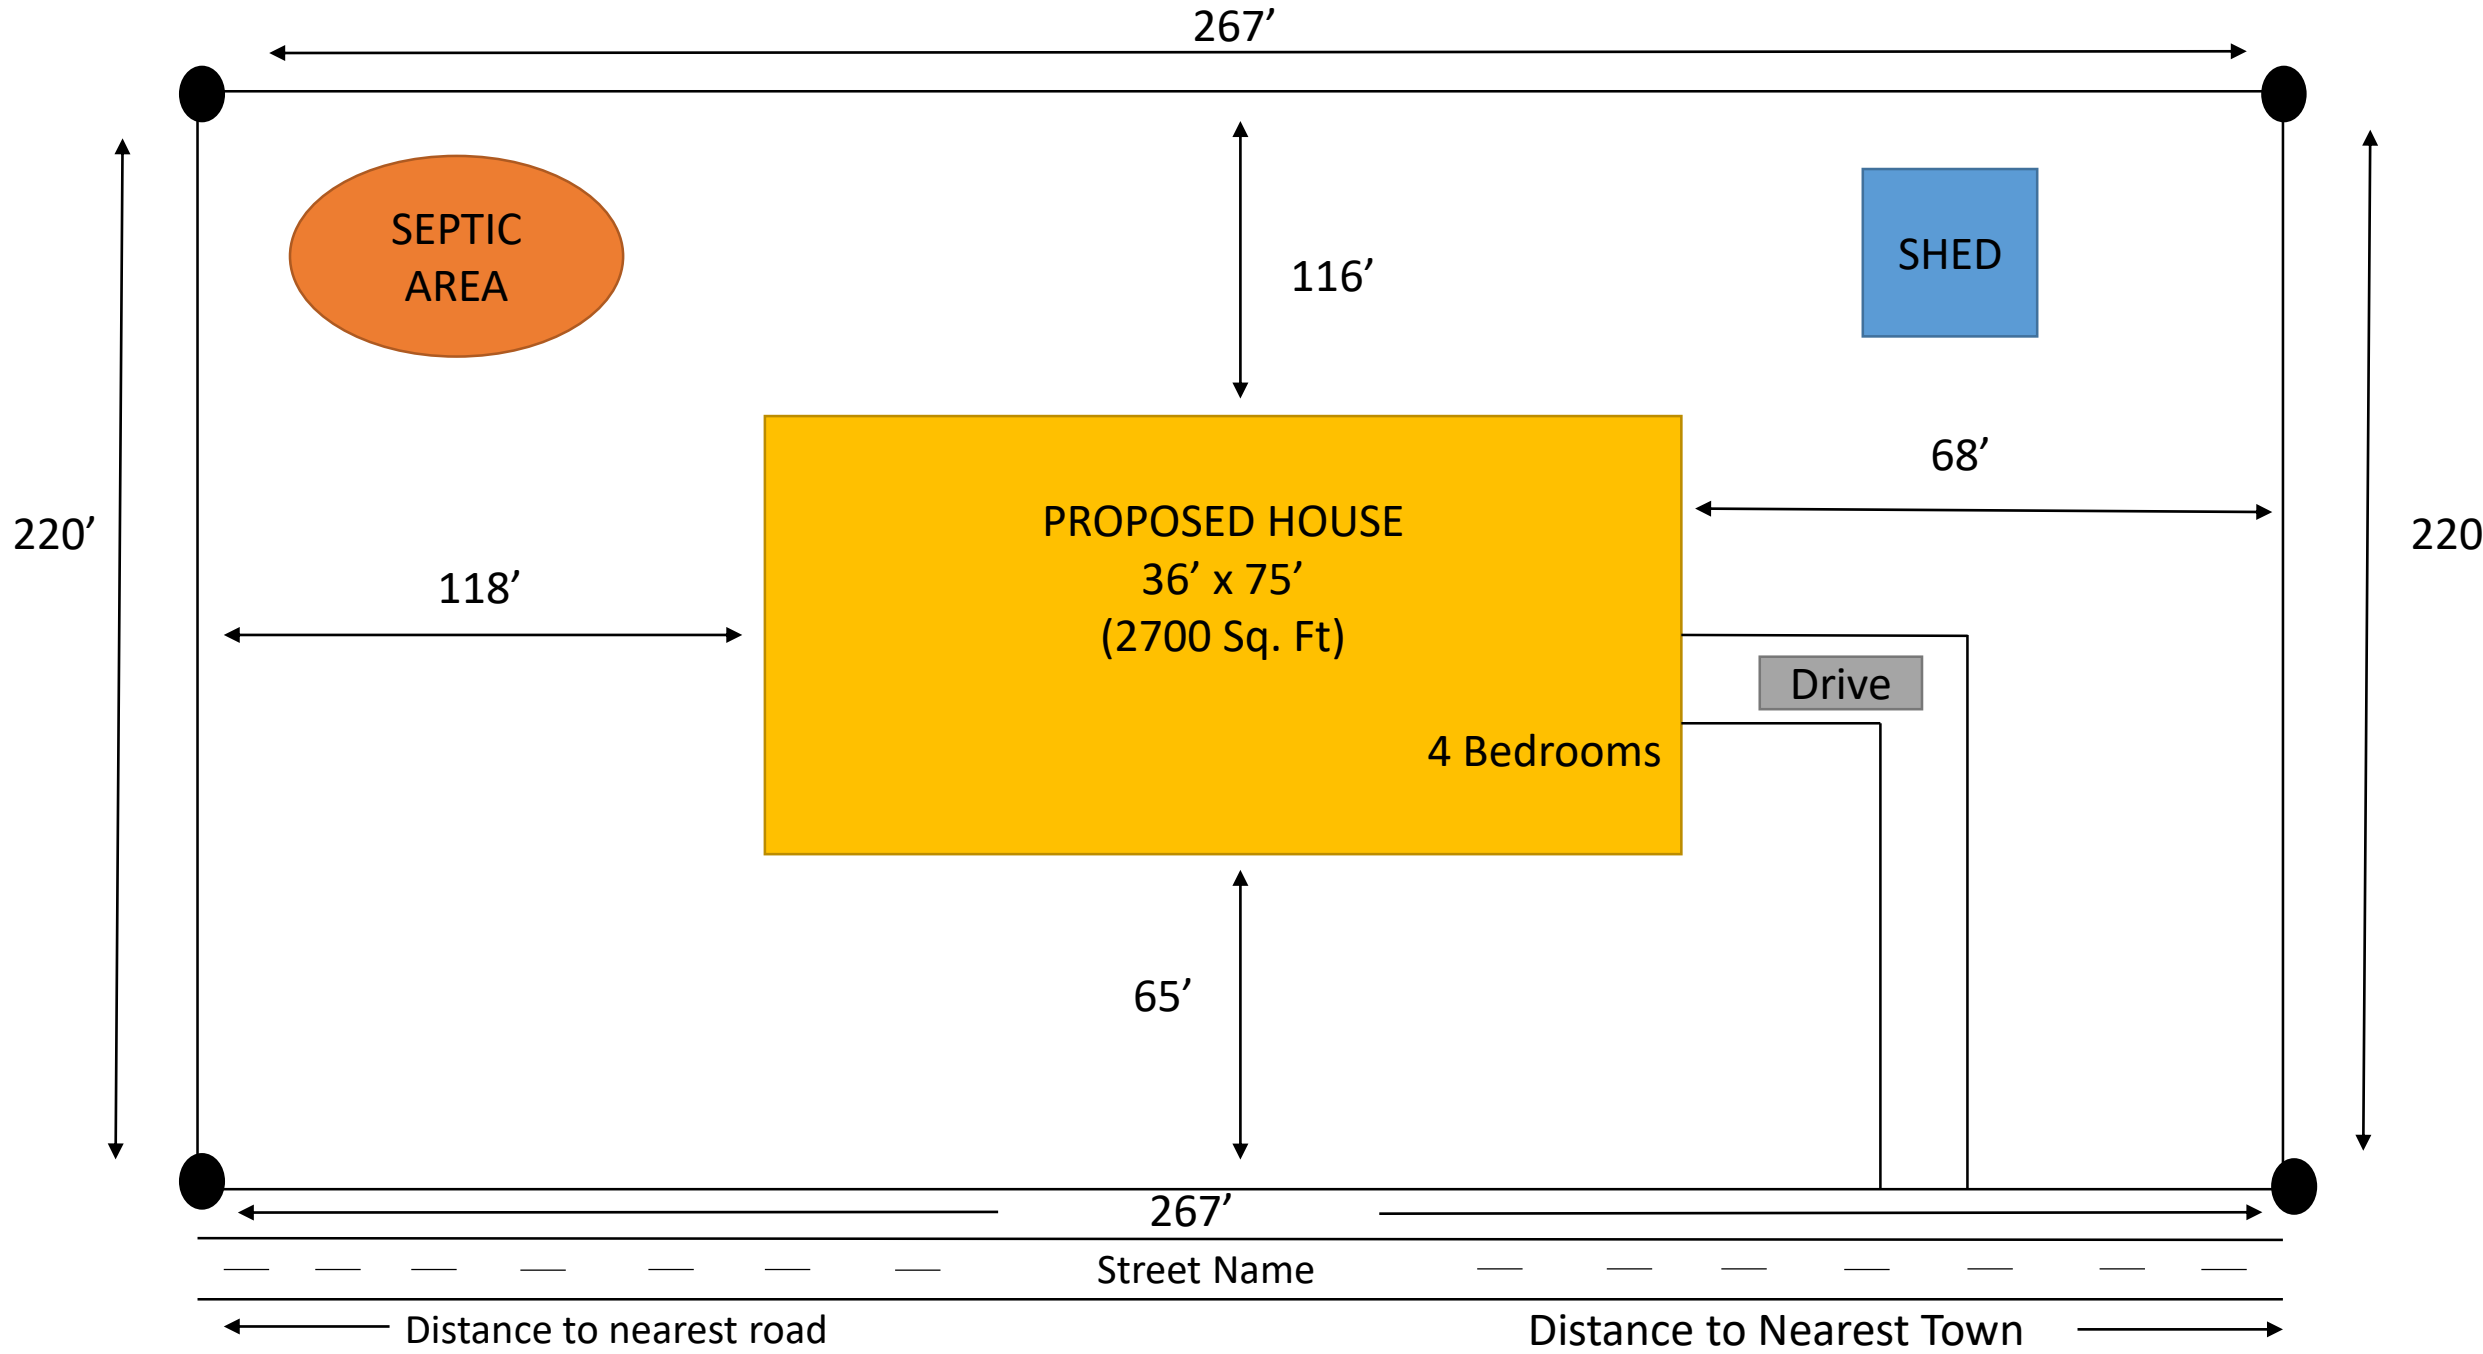 267’
SEPTIC
AREA
SHED
116’
68’
220’
PROPOSED HOUSE
36’ x 75’
(2700 Sq. Ft)
220
118’
Drive
4 Bedrooms
65’
267’
Street Name
Distance to nearest road
Distance to Nearest Town